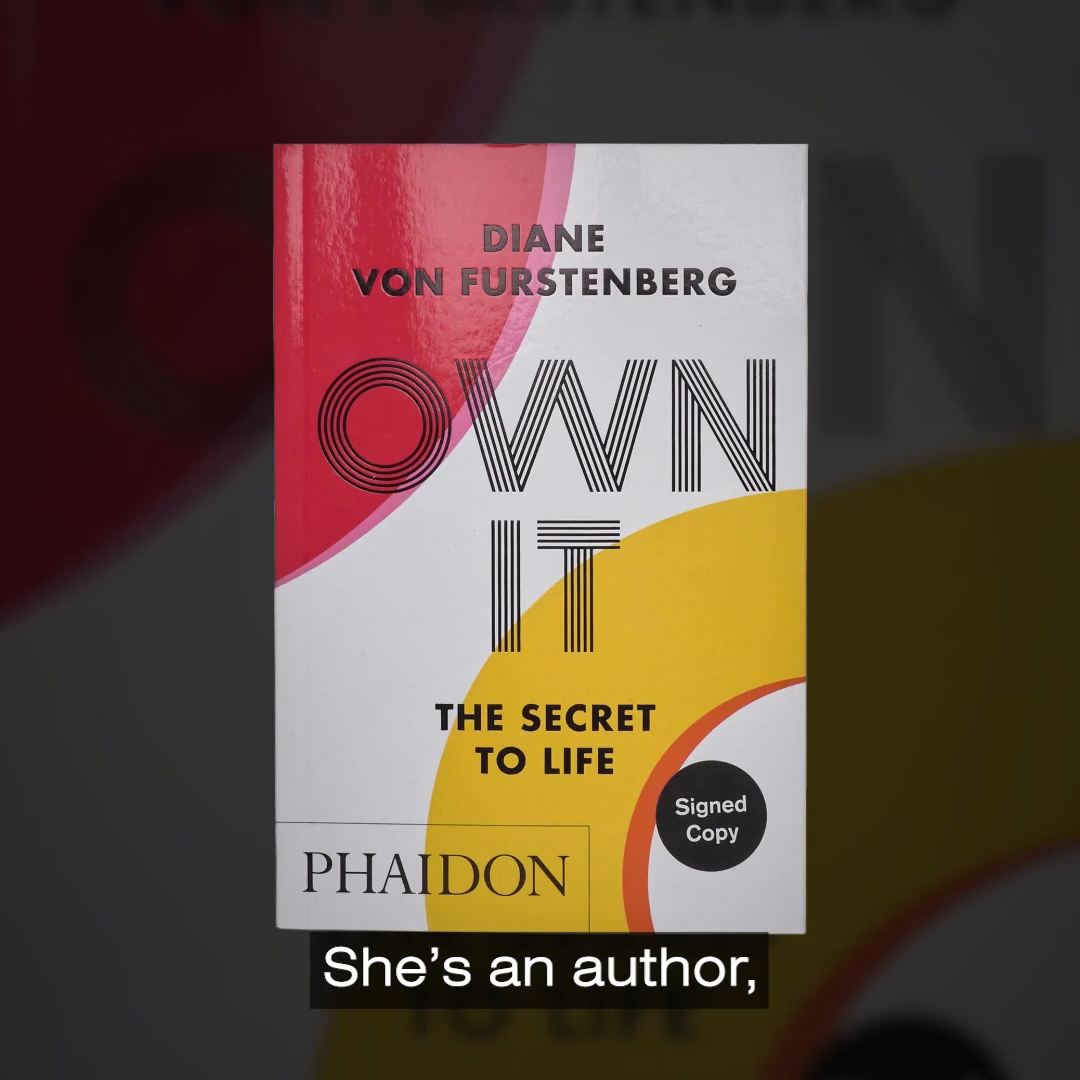 DIANE
VON FURSTENBERG
OWN
IT
THE SECRET
TO LIFE
Signed
Copy
PHAIDON
She’s an author,